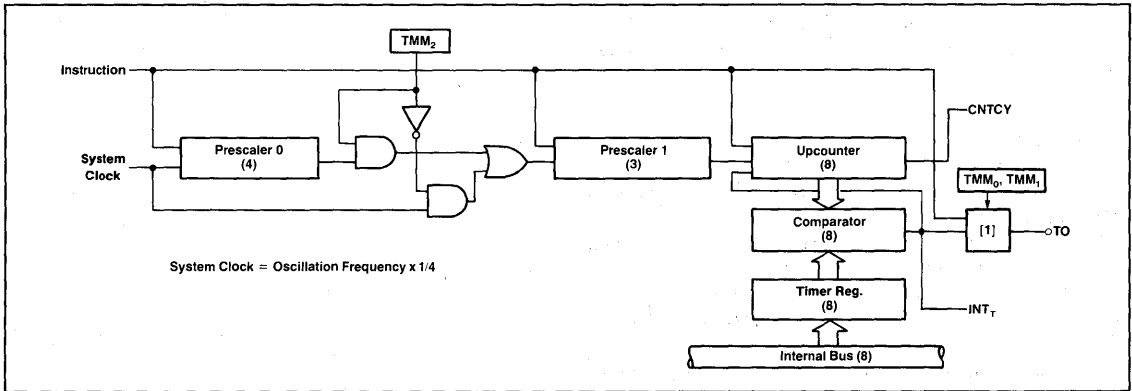 TMM₂
Instruction
CNTCY
Prescaler 0
(4)
Prescaler 1
(3)
Upcounter
(8)
System
Clock
TMM₀, TMM₁
Comparator
(8)
[1]
TO
System Clock = Oscillation Frequency x 1/4
Timer Reg.
(8)
INT_T
Internal Bus (8)